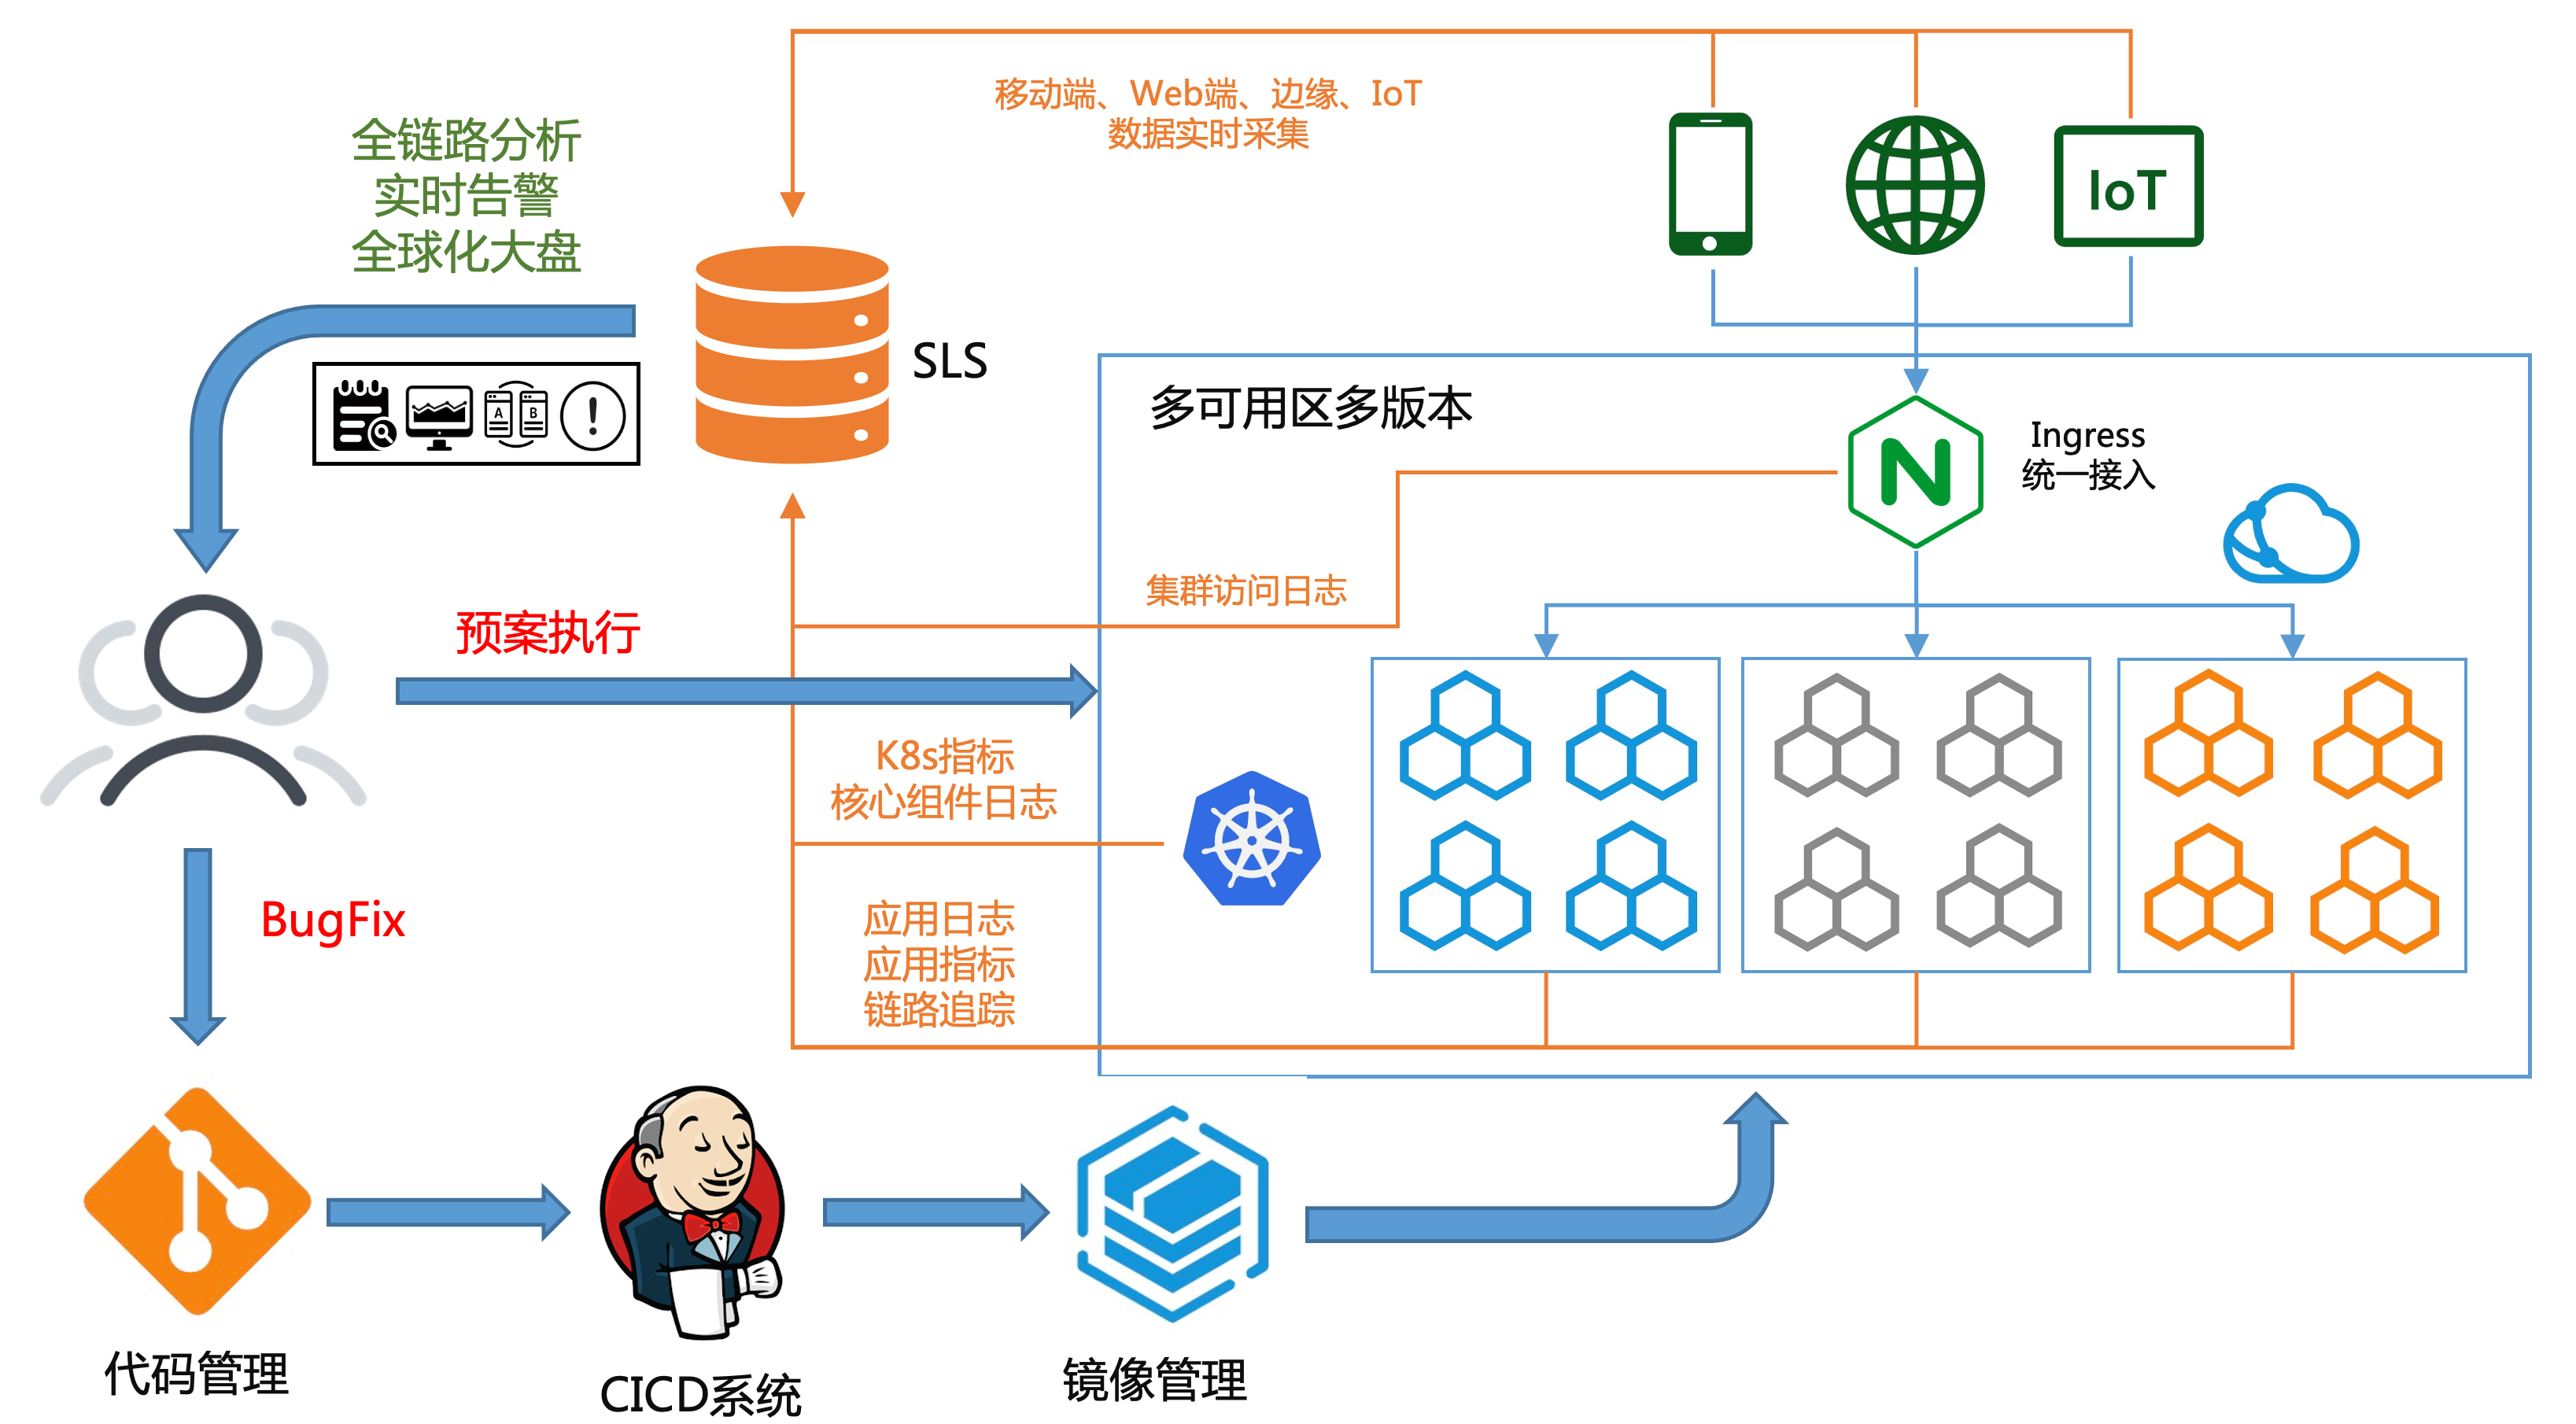 移动端、Web端、边缘、IoT
数据实时采集
全链路分析
实时告警
全球化大盘
IoT
SLS
A
B
!
多可用区多版本
N
Ingress
统一接入
集群访问日志
预案执行
K8s指标
核心组件日志
应用日志
应用指标
链路追踪
BugFix
代码管理
CICD系统
镜像管理